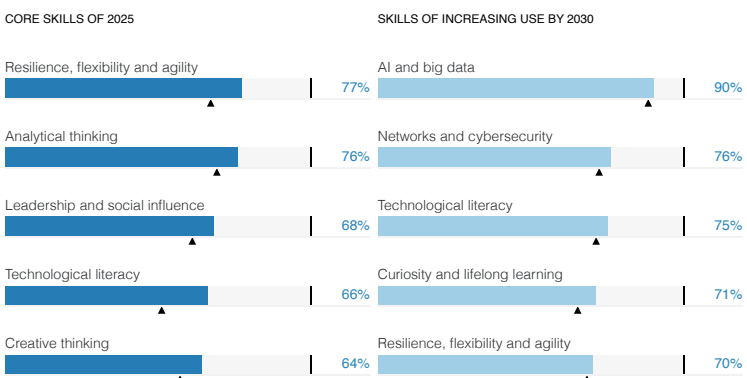 CORE SKILLS OF 2025
Resilience, flexibility and agility
77%
Analytical thinking
76%
Leadership and social influence
68%
Technological literacy
66%
Creative thinking
64%
SKILLS OF INCREASING USE BY 2030
AI and big data
90%
Networks and cybersecurity
76%
Technological literacy
75%
Curiosity and lifelong learning
71%
Resilience, flexibility and agility
70%